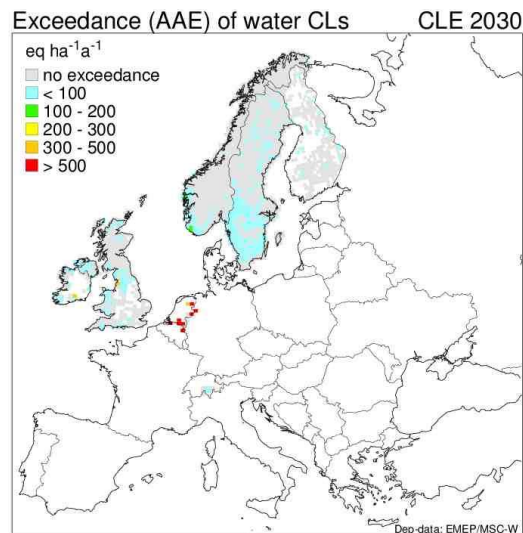 Exceedance (AAE) of water CLs CLE 2030
eq ha⁻¹a⁻¹
no exceedance
< 100
100 - 200
200 - 300
300 - 500
> 500
Dep-data: EMEP/MSC-W